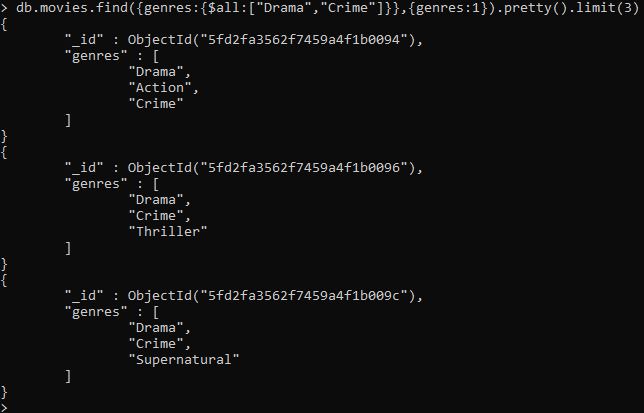 > db.movies.find({genres:{$all:["Drama","Crime"]}},{genres:1}).pretty().limit(3)
{
        "_id" : ObjectId("5fd2fa3562f7459a4f1b0094"),
        "genres" : [
                "Drama",
                "Action",
                "Crime"
        ]
}
{
        "_id" : ObjectId("5fd2fa3562f7459a4f1b0096"),
        "genres" : [
                "Drama",
                "Crime",
                "Thriller"
        ]
}
{
        "_id" : ObjectId("5fd2fa3562f7459a4f1b009c"),
        "genres" : [
                "Drama",
                "Crime",
                "Supernatural"
        ]
}
>